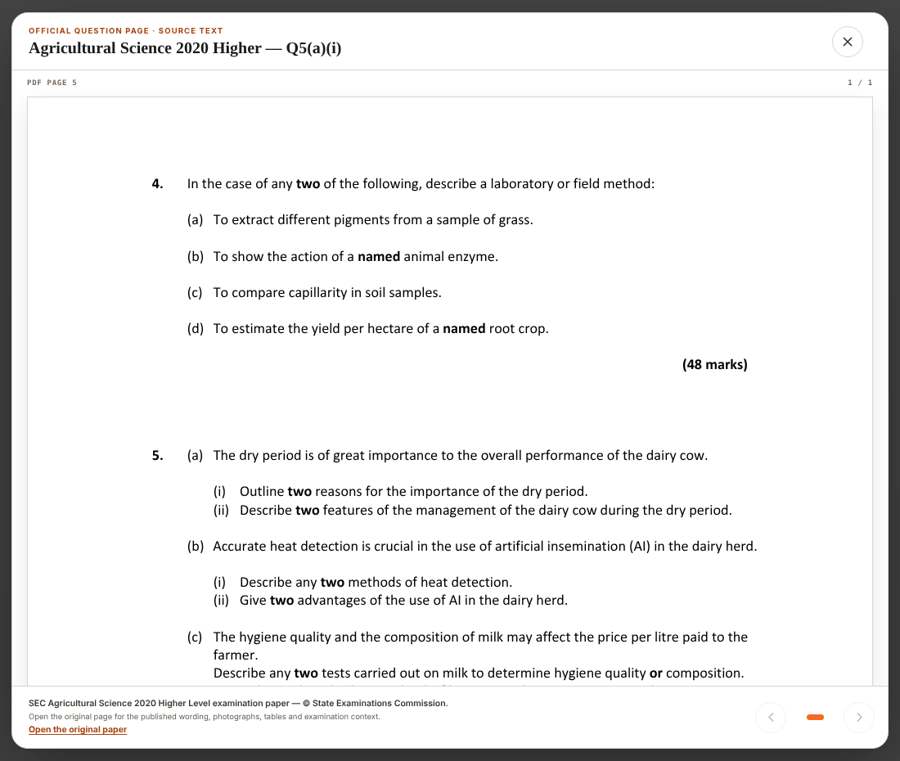 OFFICIAL QUESTION PAGE · SOURCE TEXT
Agricultural Science 2020 Higher — Q5(a)(i)
PDF PAGE 5
1 / 1
4. In the case of any two of the following, describe a laboratory or field method:
(a) To extract different pigments from a sample of grass.
(b) To show the action of a named animal enzyme.
(c) To compare capillarity in soil samples.
(d) To estimate the yield per hectare of a named root crop.
(48 marks)
5. (a) The dry period is of great importance to the overall performance of the dairy cow.
(i) Outline two reasons for the importance of the dry period.
(ii) Describe two features of the management of the dairy cow during the dry period.
(b) Accurate heat detection is crucial in the use of artificial insemination (AI) in the dairy herd.
(i) Describe any two methods of heat detection.
(ii) Give two advantages of the use of AI in the dairy herd.
(c) The hygiene quality and the composition of milk may affect the price per litre paid to the
farmer.
Describe any two tests carried out on milk to determine hygiene quality or composition.
SEC Agricultural Science 2020 Higher Level examination paper — © State Examinations Commission.
Open the original page for the published wording, photographs, tables and examination context.
Open the original paper